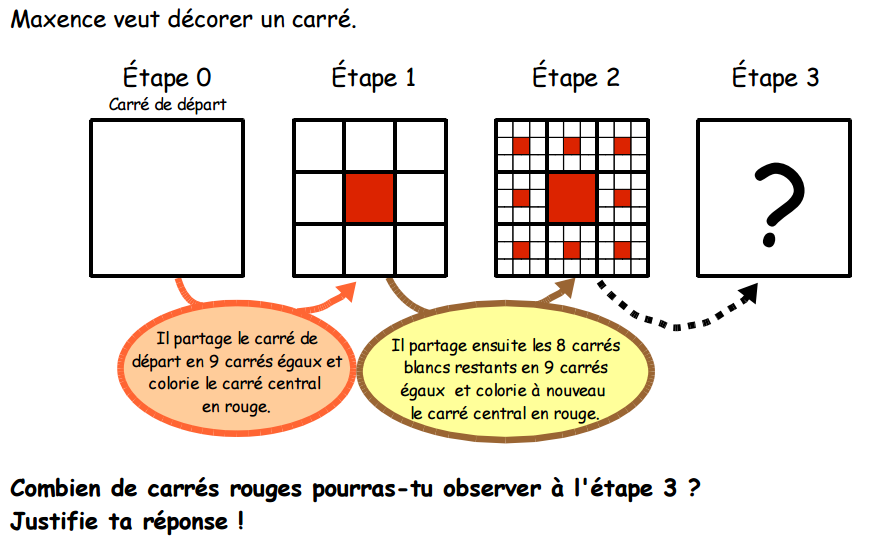 Maxence veut décorer un carré.
Étape 0
Carré de départ
Étape 1
Étape 2
Étape 3
?
Il partage le carré de
départ en 9 carrés égaux et
colorie le carré central
en rouge.
Il partage ensuite les 8 carrés
blancs restants en 9 carrés
égaux et colorie à nouveau
le carré central en rouge.
Combien de carrés rouges pourras-tu observer à l'étape 3 ?
Justifie ta réponse !